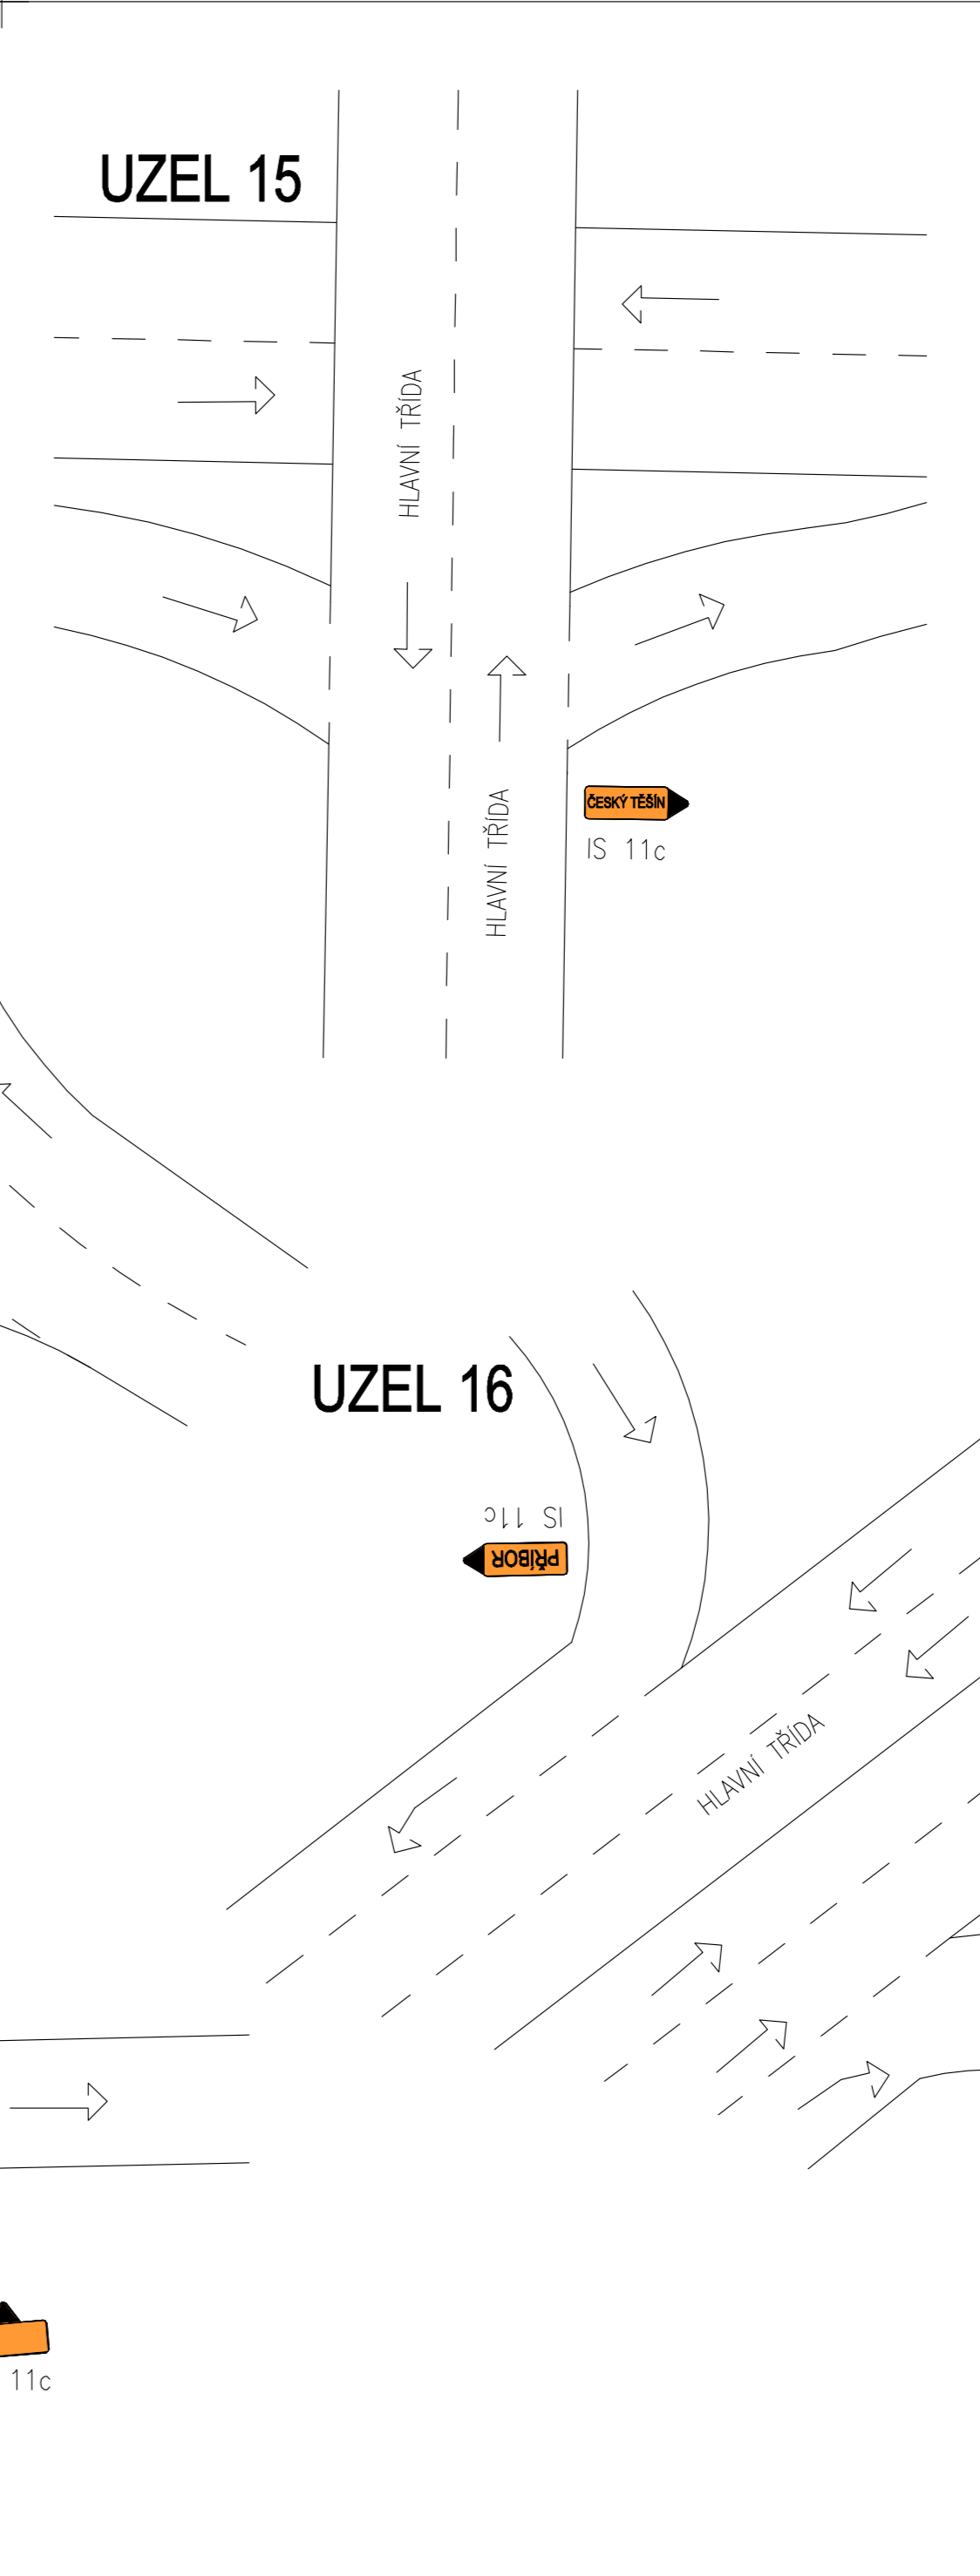 UZEL 15
HLAVNÍ TŘÍDA
HLAVNÍ TŘÍDA
ČESKÝ TĚŠÍN
IS 11c
UZEL 16
IS 11c
PŘÍBOR
HLAVNÍ TŘÍDA
11c